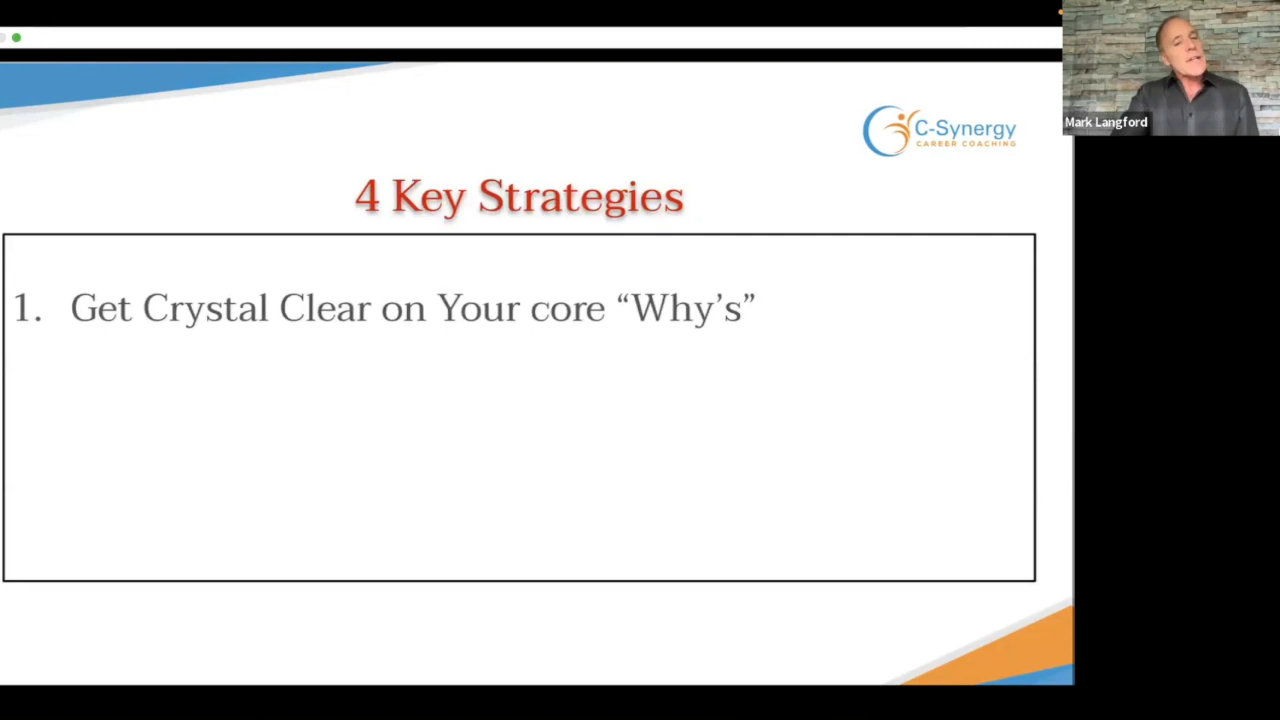 C-Synergy
CAREER COACHING
Mark Langford
4 Key Strategies
1. Get Crystal Clear on Your core “Why’s”